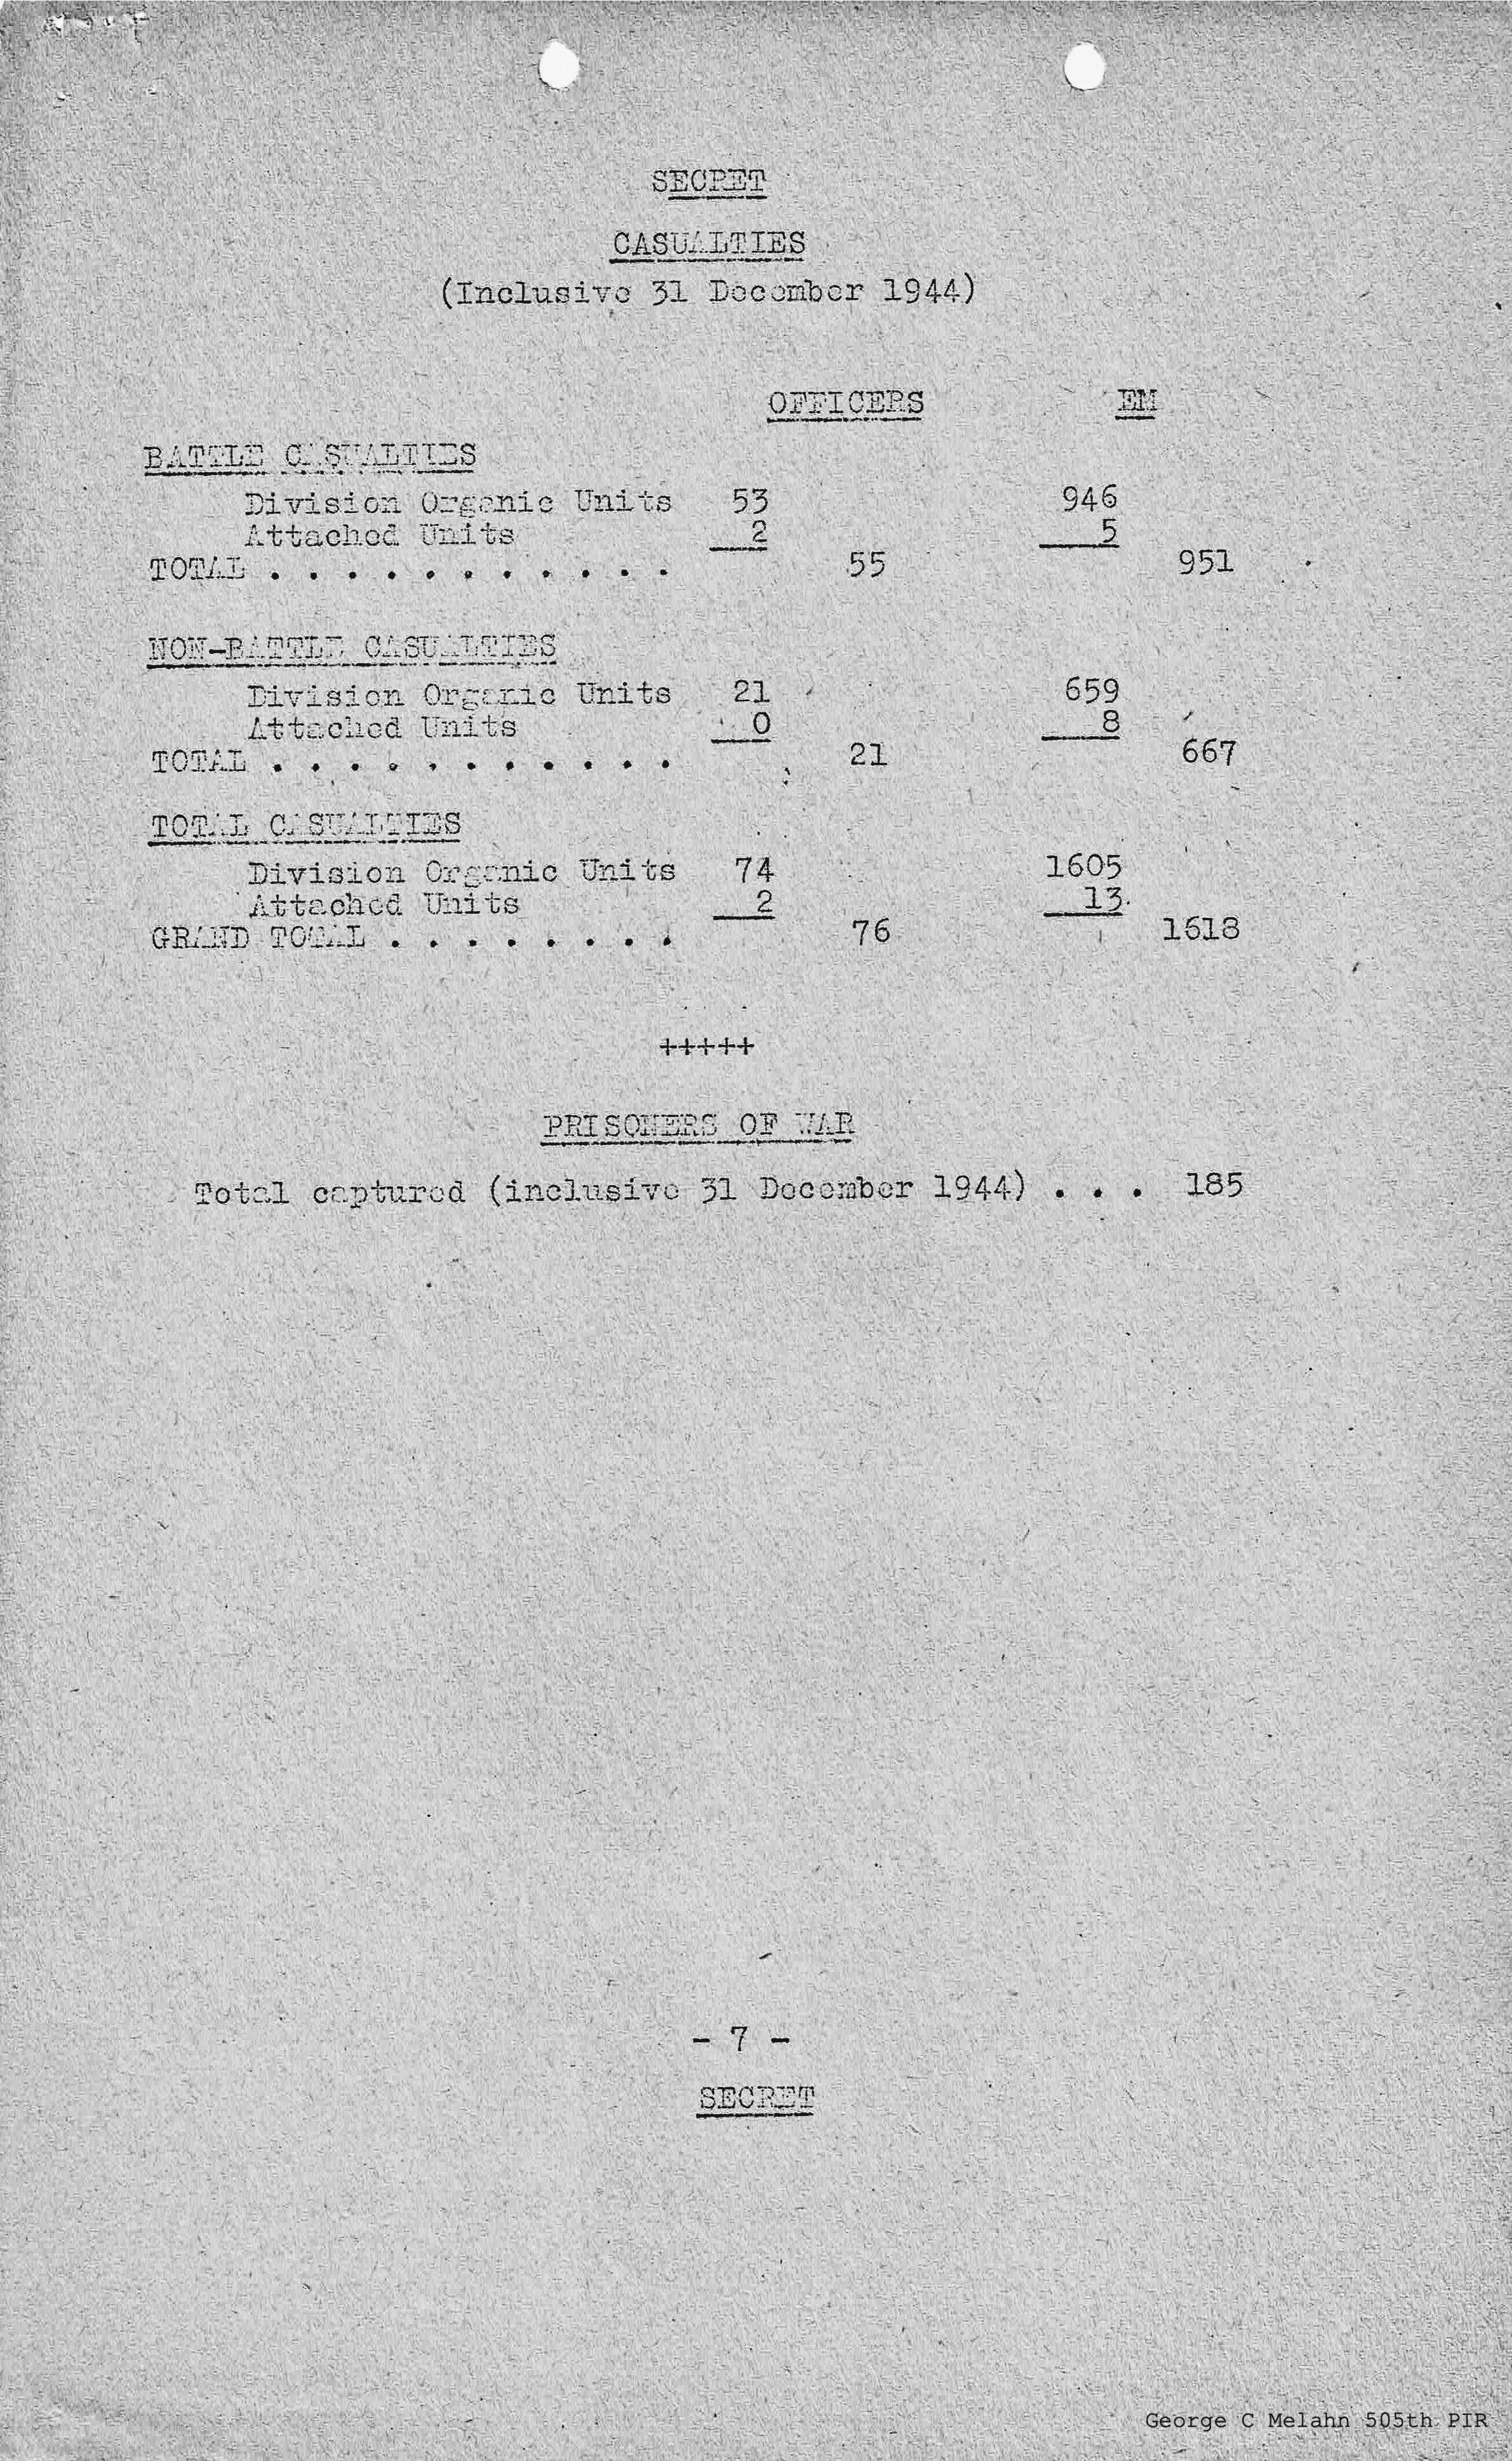 SECRET
CASUALTIES
(Inclusive 31 December 1944)
OFFICERS EM
BATTLE CASUALTIES
Division Organic Units 53 946
Attached Units 2 5
TOTAL . . . . . . . . . . . 55 951
NON-BATTLE CASUALTIES
Division Organic Units 21 659
Attached Units 0 8
TOTAL . . . . . . . . . . . 21 667
TOTAL CASUALTIES
Division Organic Units 74 1605
Attached Units 2 13
GRAND TOTAL . . . . . . . . 76 1618
+++++
PRISONERS OF WAR
Total captured (inclusive 31 December 1944) . . . 185
- 7 -
SECRET
George C Melahn 505th PIR